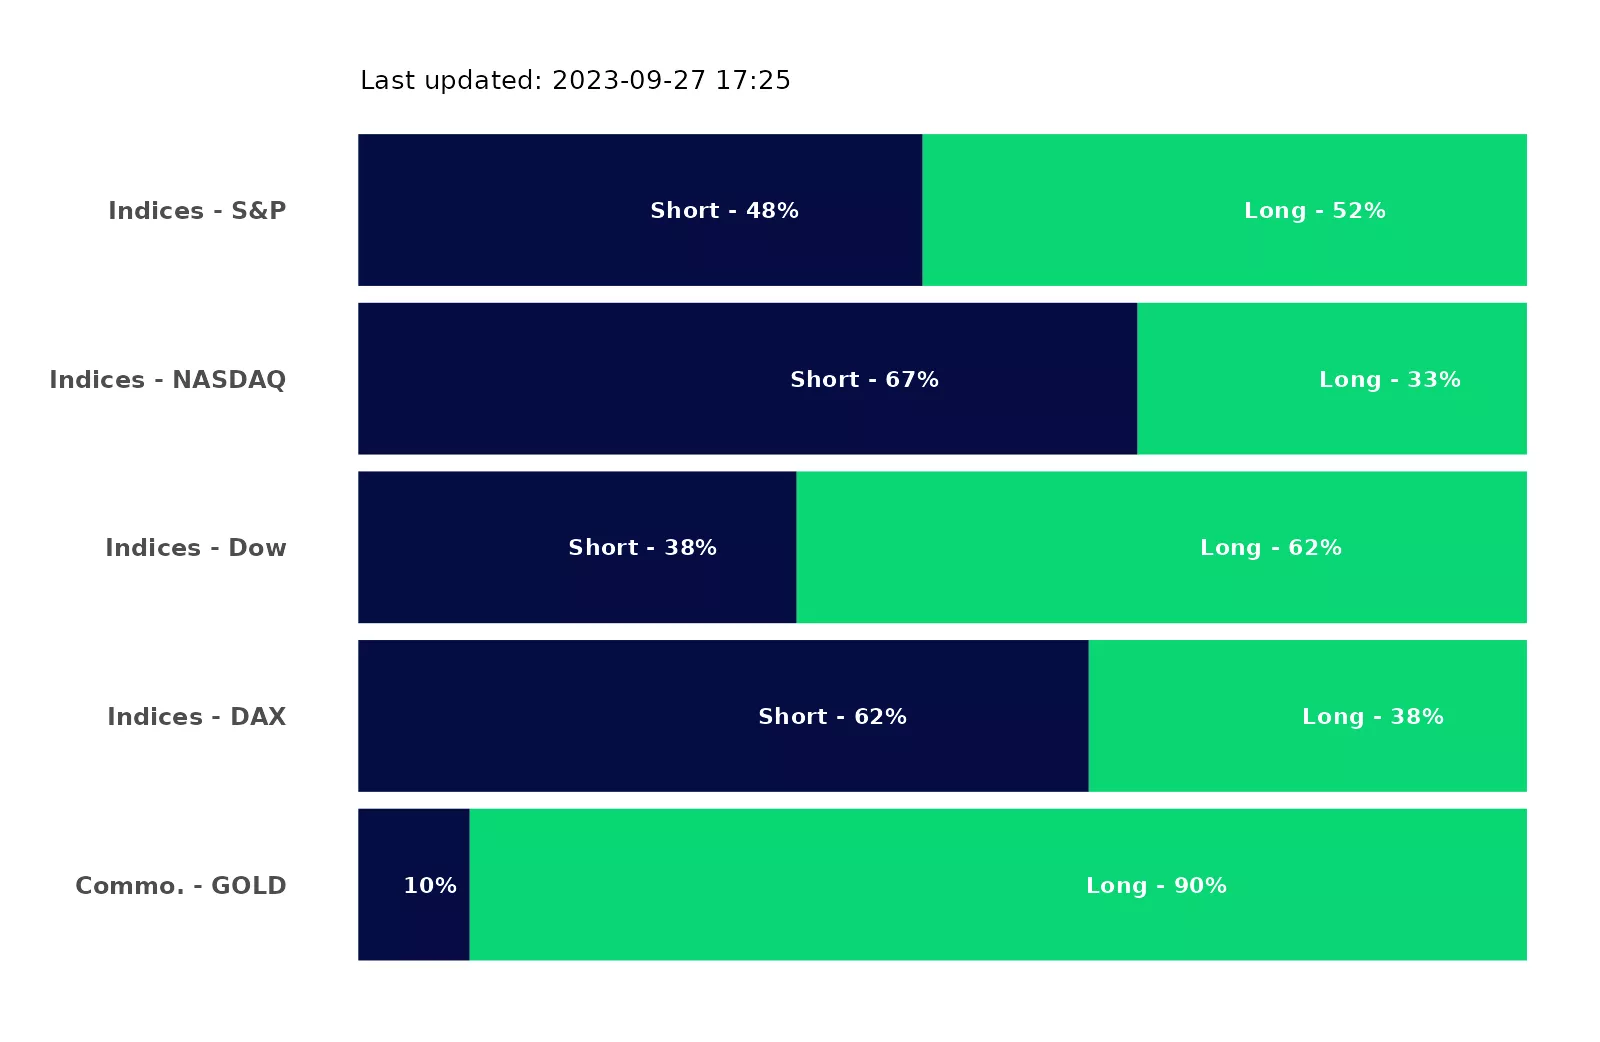 Last updated: 2023-09-27 17:25
Indices - S&P Short - 48% Long - 52%
Indices - NASDAQ Short - 67% Long - 33%
Indices - Dow Short - 38% Long - 62%
Indices - DAX Short - 62% Long - 38%
Commo. - GOLD 10% Long - 90%